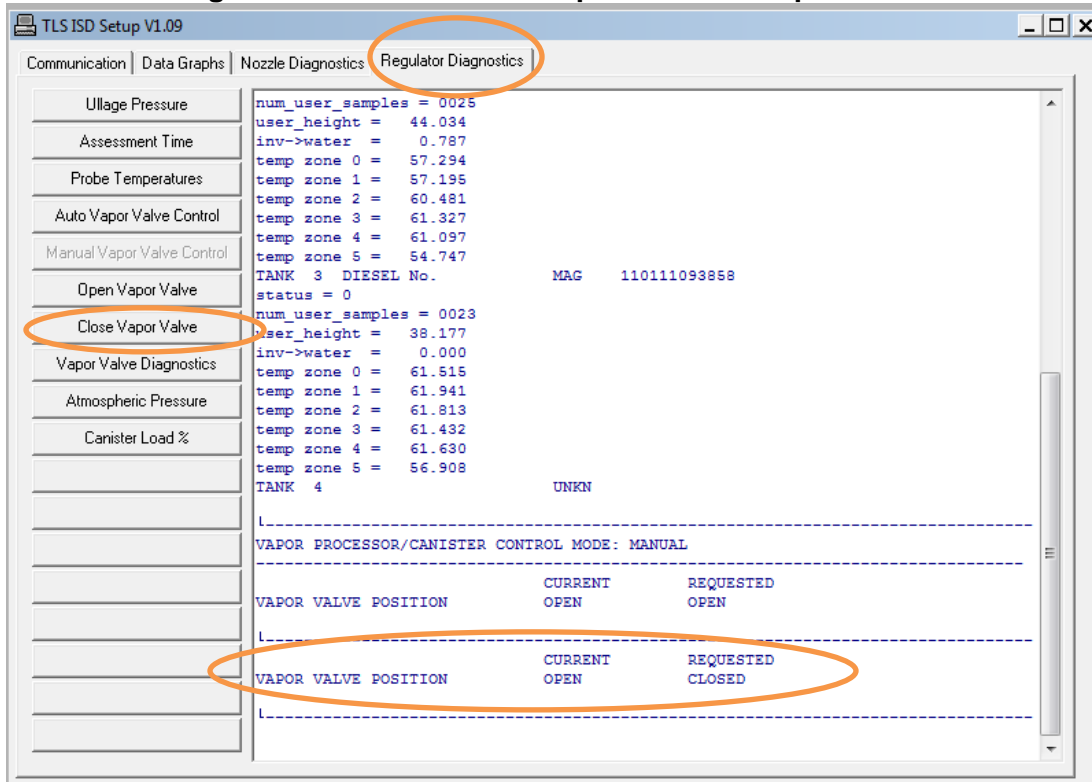 TLS ISD Setup V1.09
Communication Data Graphs Nozzle Diagnostics Regulator Diagnostics
Ullage Pressure
Assessment Time
Probe Temperatures
Auto Vapor Valve Control
Manual Vapor Valve Control
Open Vapor Valve
Close Vapor Valve
Vapor Valve Diagnostics
Atmospheric Pressure
Canister Load %
num_user_samples = 0025
user_height = 44.034
inv->water = 0.787
temp zone 0 = 57.294
temp zone 1 = 57.195
temp zone 2 = 60.481
temp zone 3 = 61.327
temp zone 4 = 61.097
temp zone 5 = 54.747
TANK 3 DIESEL No. MAG 110111093858
status = 0
num_user_samples = 0023
user_height = 38.177
inv->water = 0.000
temp zone 0 = 61.515
temp zone 1 = 61.941
temp zone 2 = 61.813
temp zone 3 = 61.432
temp zone 4 = 61.630
temp zone 5 = 56.908
TANK 4 UNKN
VAPOR PROCESSOR/CANISTER CONTROL MODE: MANUAL
CURRENT REQUESTED
VAPOR VALVE POSITION OPEN OPEN
CURRENT REQUESTED
VAPOR VALVE POSITION OPEN CLOSED